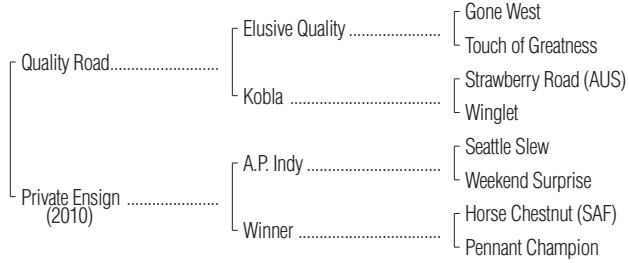 Gone West
Elusive Quality ....................
Touch of Greatness
Quality Road........................
Strawberry Road (AUS)
Kobla .................................
Winglet
Seattle Slew
A.P. Indy ............................
Weekend Surprise
Private Ensign ....................
(2010)
Horse Chestnut (SAF)
Winner ...............................
Pennant Champion